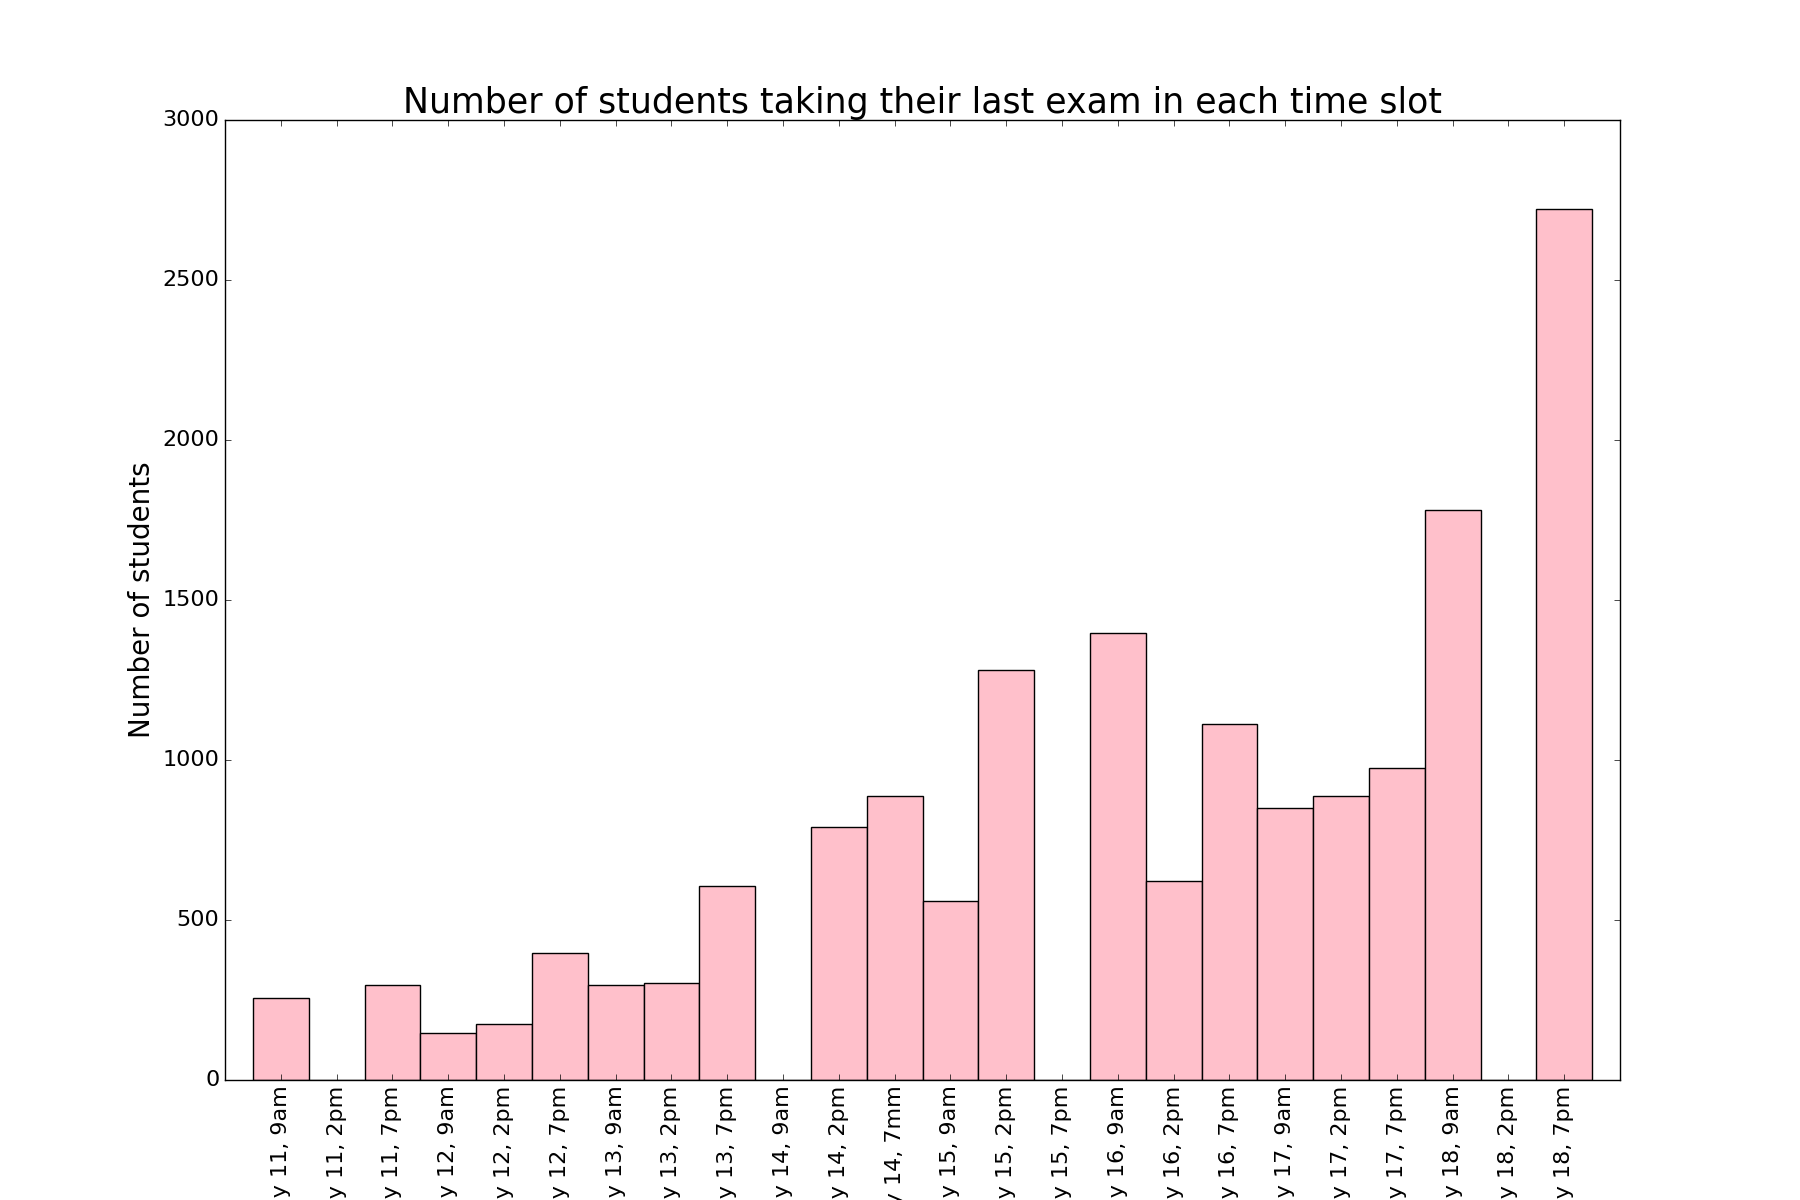 Number of students taking their last exam in each time slot
Number of students
3000
2500
2000
1500
1000
500
0
y 11, 9am
y 11, 2pm
y 11, 7pm
y 12, 9am
y 12, 2pm
y 12, 7pm
y 13, 9am
y 13, 2pm
y 13, 7pm
y 14, 9am
y 14, 2pm
y 14, 7mm
y 15, 9am
y 15, 2pm
y 15, 7pm
y 16, 9am
y 16, 2pm
y 16, 7pm
y 17, 9am
y 17, 2pm
y 17, 7pm
y 18, 9am
y 18, 2pm
y 18, 7pm